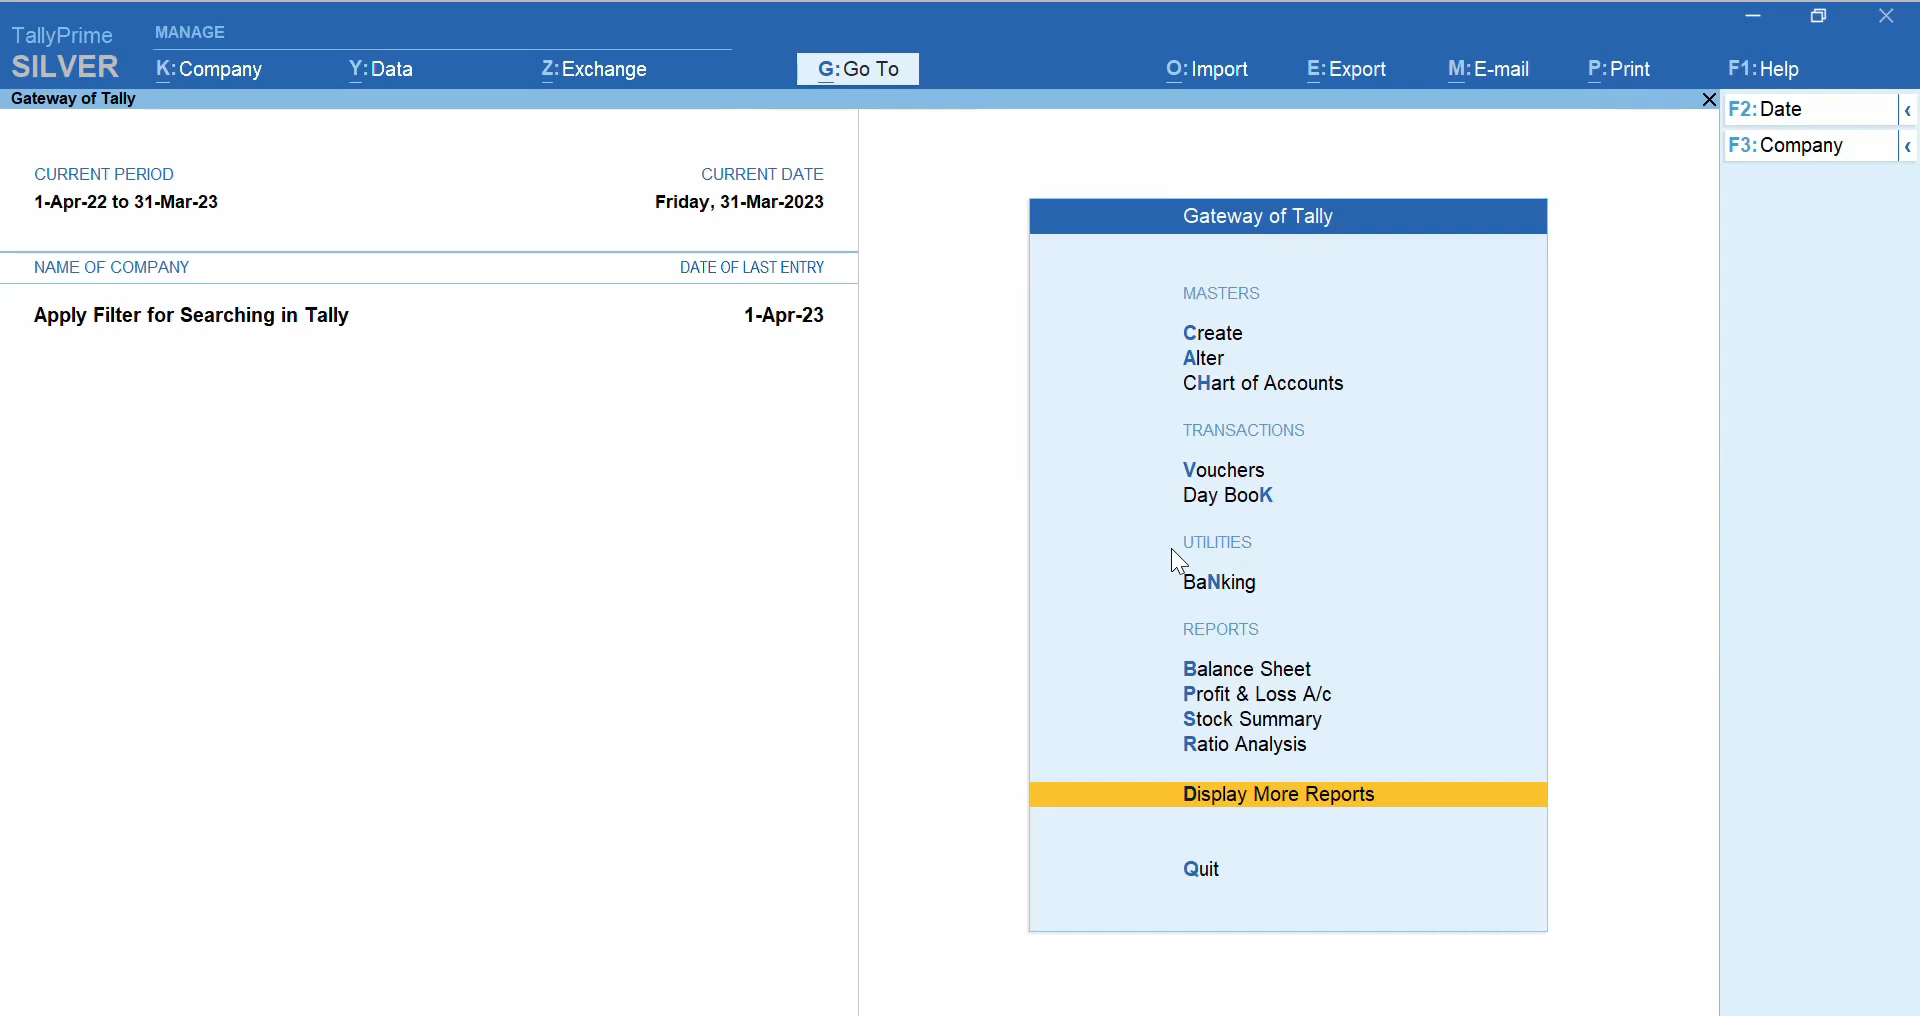 TallyPrime
SILVER
MANAGE
K: Company
Y: Data
Z: Exchange
G: Go To
O: Import
E: Export
M: E-mail
P: Print
F1: Help
Gateway of Tally
F2: Date
F3: Company
CURRENT PERIOD
1-Apr-22 to 31-Mar-23
CURRENT DATE
Friday, 31-Mar-2023
NAME OF COMPANY
DATE OF LAST ENTRY
Apply Filter for Searching in Tally
1-Apr-23
Gateway of Tally
MASTERS
Create
Alter
CHart of Accounts
TRANSACTIONS
Vouchers
Day BooK
UTILITIES
BaNking
REPORTS
Balance Sheet
Profit & Loss A/c
Stock Summary
Ratio Analysis
Display More Reports
Quit